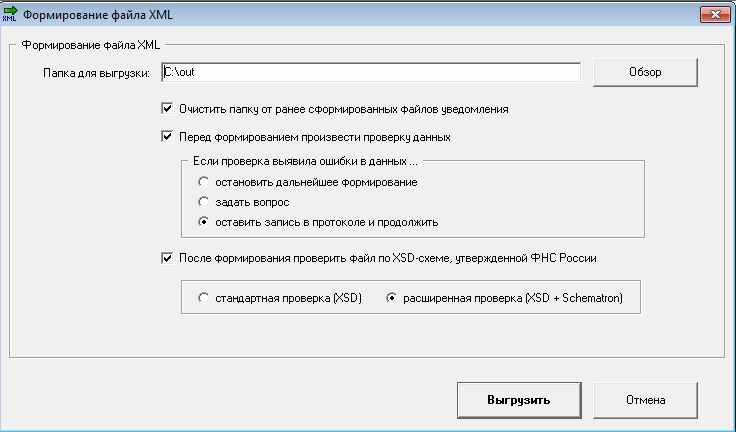 XML
Формирование файла XML
Формирование файла XML
Папка для выгрузки: C:\out Обзор
Очистить папку от ранее сформированных файлов уведомления
Перед формированием произвести проверку данных
Если проверка выявила ошибки в данных ...
остановить дальнейшее формирование
задать вопрос
оставить запись в протоколе и продолжить
После формирования проверить файл по XSD-схеме, утвержденной ФНС России
стандартная проверка (XSD) расширенная проверка (XSD + Schematron)
Выгрузить Отмена